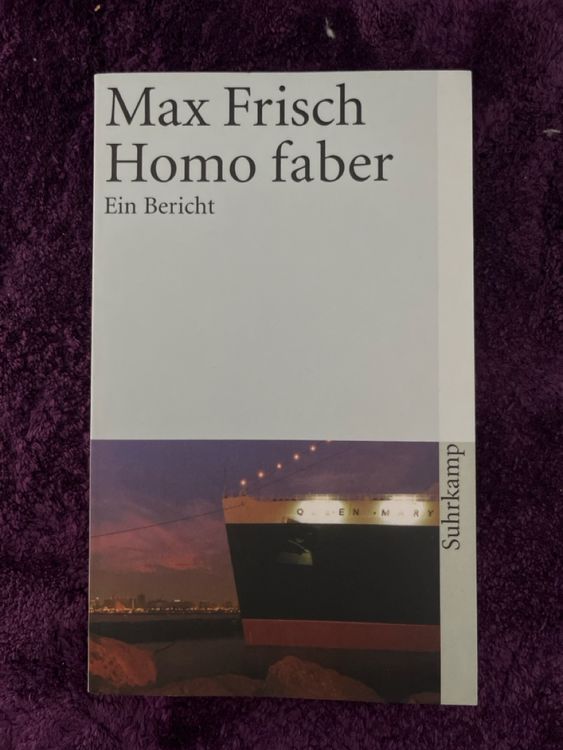 Max Frisch
Homo faber
Ein Bericht
QUEEN MARY
Suhrkamp